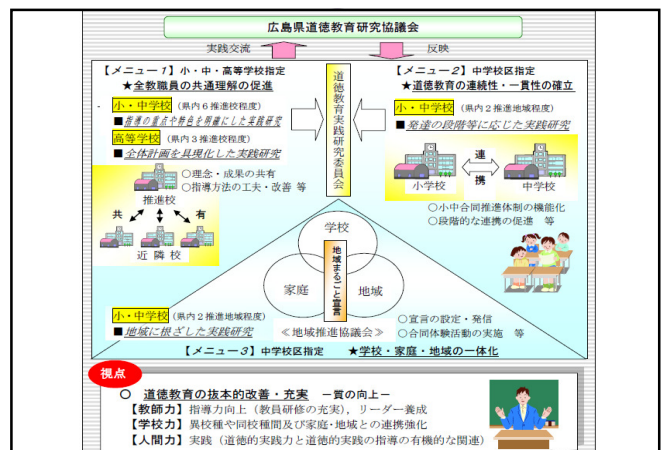 広島県道徳教育研究協議会
実践交流
反映
【メニュー1】小・中・高等学校指定
★全教職員の共通理解の促進
小・中学校（県内６推進校程度）
■指導の重点や特色を明確にした実践研究
高等学校（県内３推進校程度）
■全体計画を具現化した実践研究
○理念・成果の共有
○指導方法の工夫・改善 等
推進校
共 有
近隣校
道徳教育実践研究委員会
【メニュー2】中学校区指定
★道徳教育の連続性・一貫性の確立
小・中学校（県内２推進地域程度）
■発達の段階等に応じた実践研究
連
携
小学校 中学校
○小中合同推進体制の機能化
○段階的な連携の促進 等
学校
家庭
地域
地域まるごと宣言
小・中学校（県内２推進地域程度）
■地域に根ざした実践研究
≪地域推進協議会≫
○宣言の設定・発信
○合同体験活動の実施 等
【メニュー3】中学校区指定 ★学校・家庭・地域の一体化
視点
○ 道徳教育の抜本的改善・充実 －質の向上－
【教師力】指導力向上（教員研修の充実），リーダー養成
【学校力】異校種や同校種間及び家庭・地域との連携強化
【人間力】実践（道徳的実践力と道徳的実践の指導の有機的な関連）